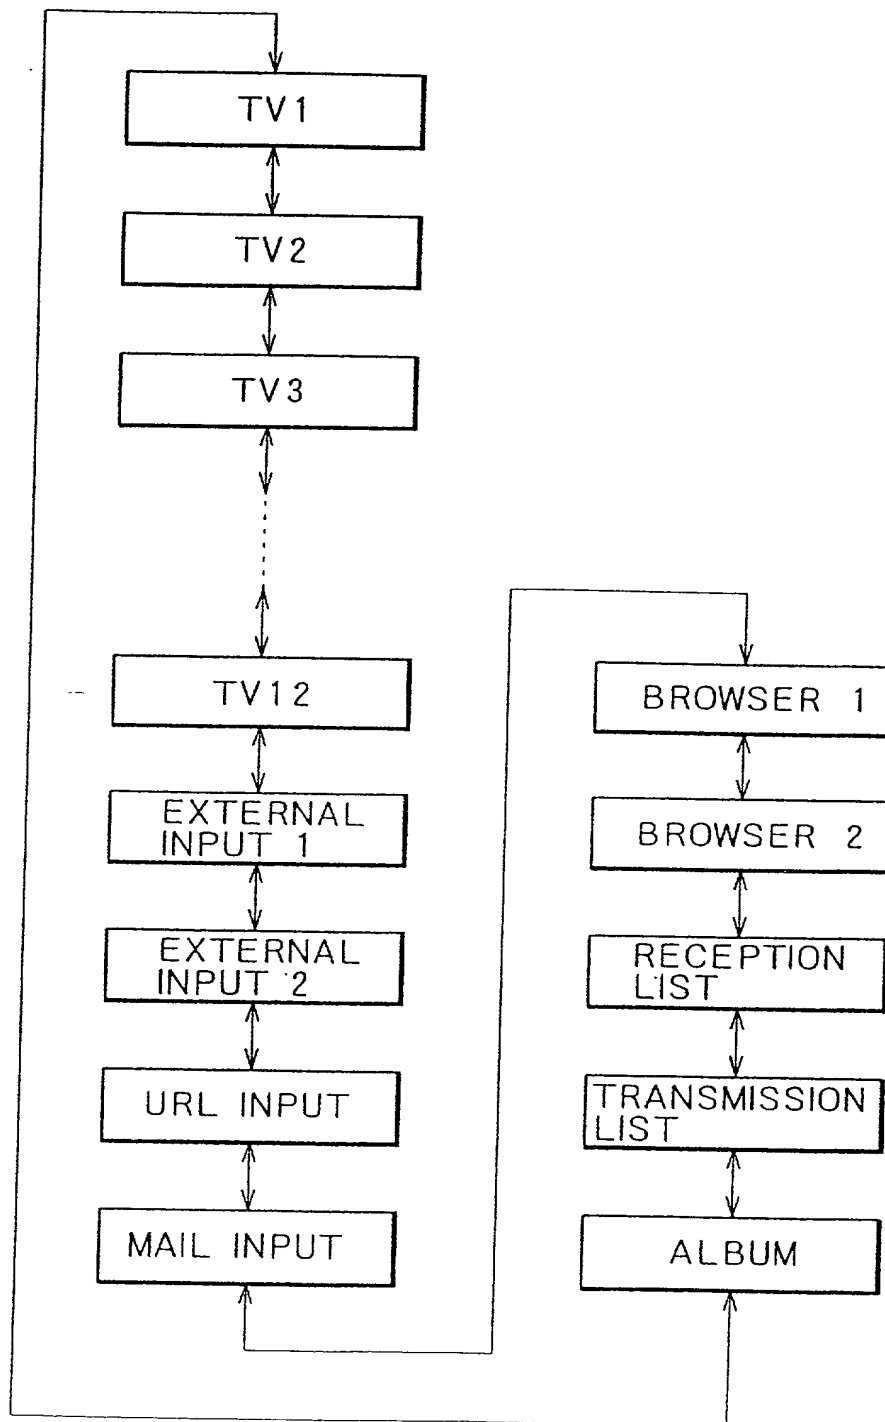 TV1
TV2
TV3
TV12
EXTERNAL
INPUT 1
EXTERNAL
INPUT 2
URL INPUT
MAIL INPUT
BROWSER 1
BROWSER 2
RECEPTION
LIST
TRANSMISSION
LIST
ALBUM